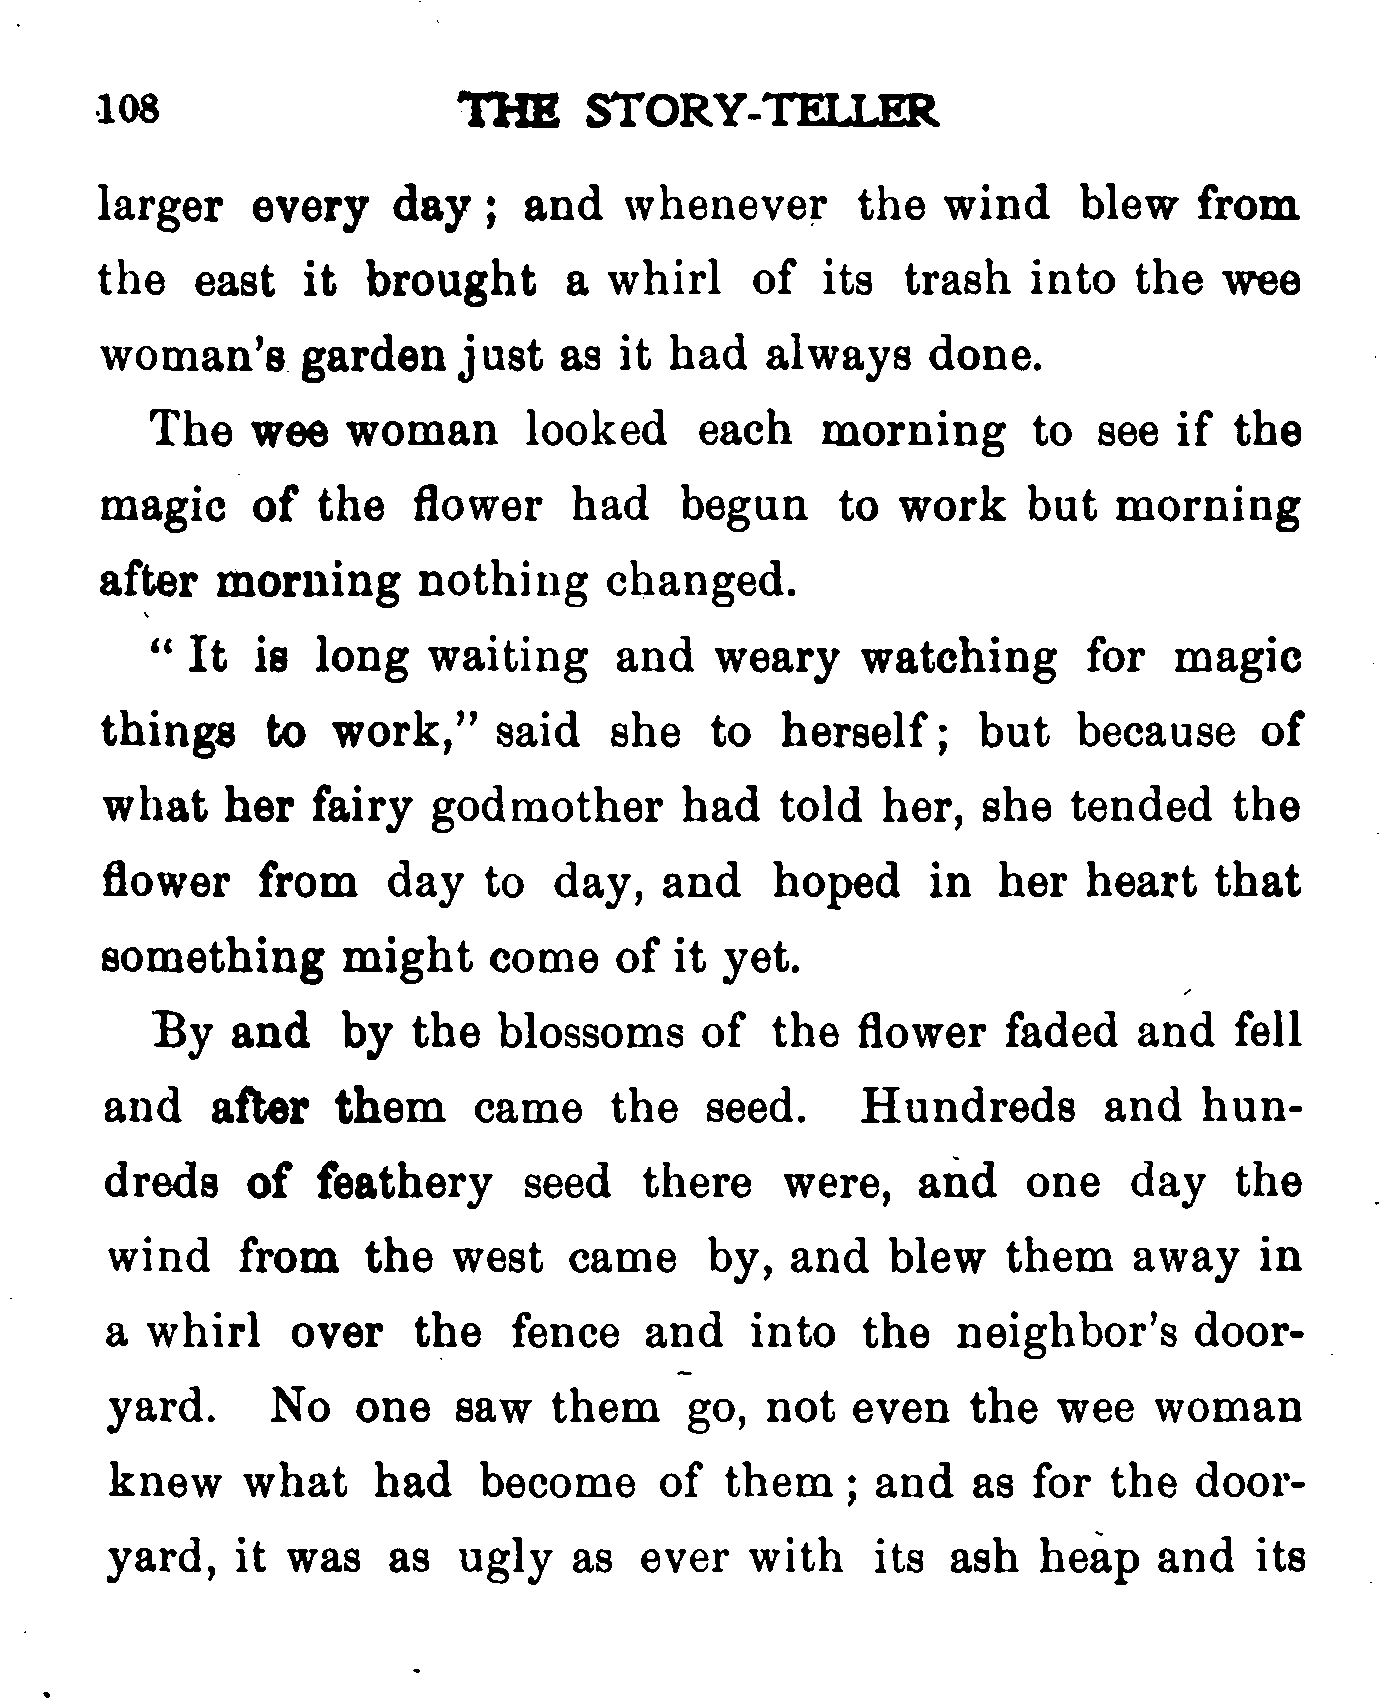 108 THE STORY-TELLER
larger every day ; and whenever the wind blew from
the east it brought a whirl of its trash into the wee
woman's garden just as it had always done.
The wee woman looked each morning to see if the
magic of the flower had begun to work but morning
after morning nothing changed.
“ It is long waiting and weary watching for magic
things to work,” said she to herself ; but because of
what her fairy godmother had told her, she tended the
flower from day to day, and hoped in her heart that
something might come of it yet.
By and by the blossoms of the flower faded and fell
and after them came the seed. Hundreds and hun-
dreds of feathery seed there were, and one day the
wind from the west came by, and blew them away in
a whirl over the fence and into the neighbor's door-
yard. No one saw them go, not even the wee woman
knew what had become of them ; and as for the door-
yard, it was as ugly as ever with its ash heap and its